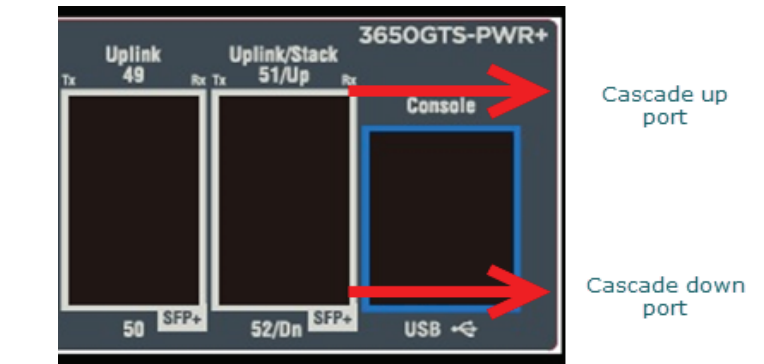 3650GTS-PWR+
Uplink
49
Tx
Rx
Uplink/Stack
51/Up
Tx
Rx
Console
Cascade up
port
50
SFP+
52/Dn
SFP+
USB
Cascade down
port